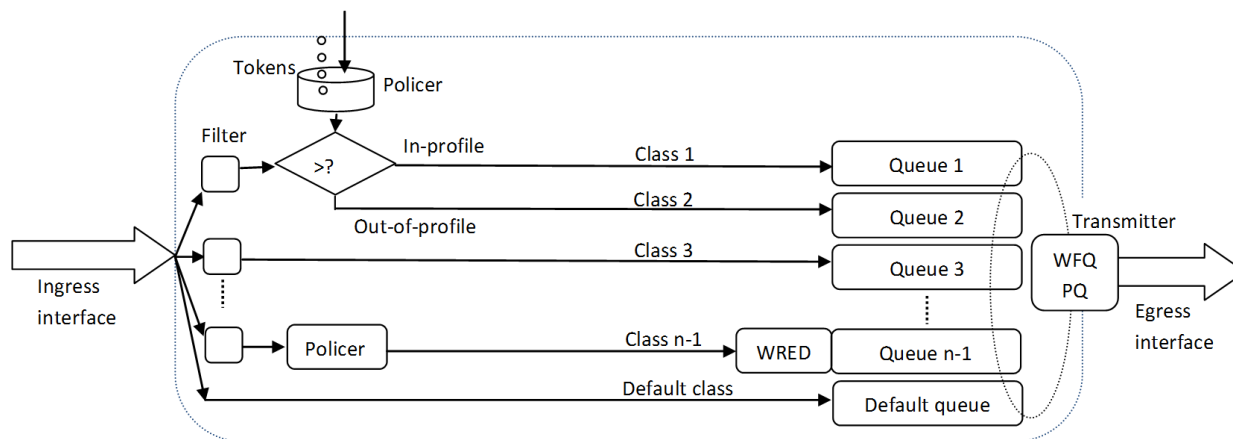 Tokens
Policer
Filter
>?
In-profile
Class 1
Queue 1
Out-of-profile
Class 2
Queue 2
Transmitter
Class 3
Queue 3
WFQ
PQ
Ingress
interface
Egress
interface
Policer
Class n-1
WRED
Queue n-1
Default class
Default queue